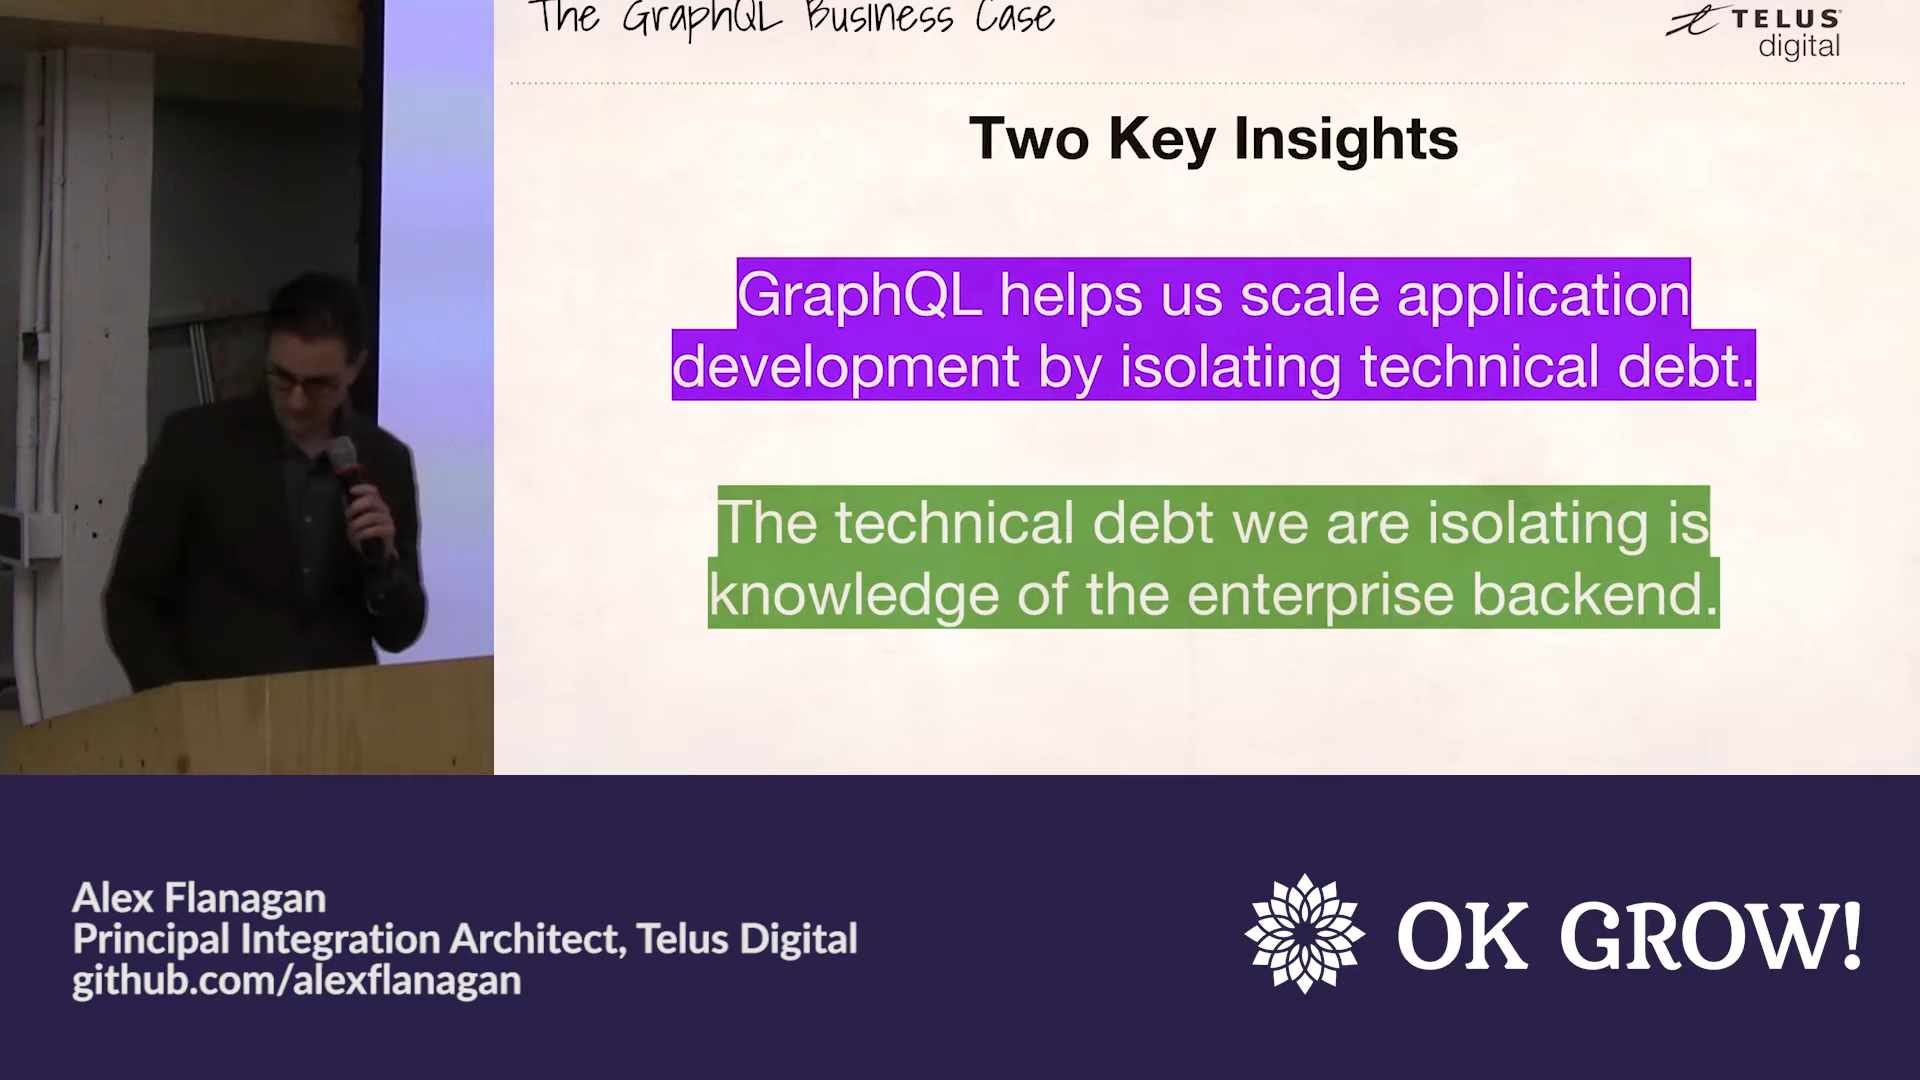 The GraphQL Business Case
TELUS
digital
Two Key Insights
GraphQL helps us scale application
development by isolating technical debt.
The technical debt we are isolating is
knowledge of the enterprise backend.
Alex Flanagan
Principal Integration Architect, Telus Digital
github.com/alexflanagan
OK GROW!